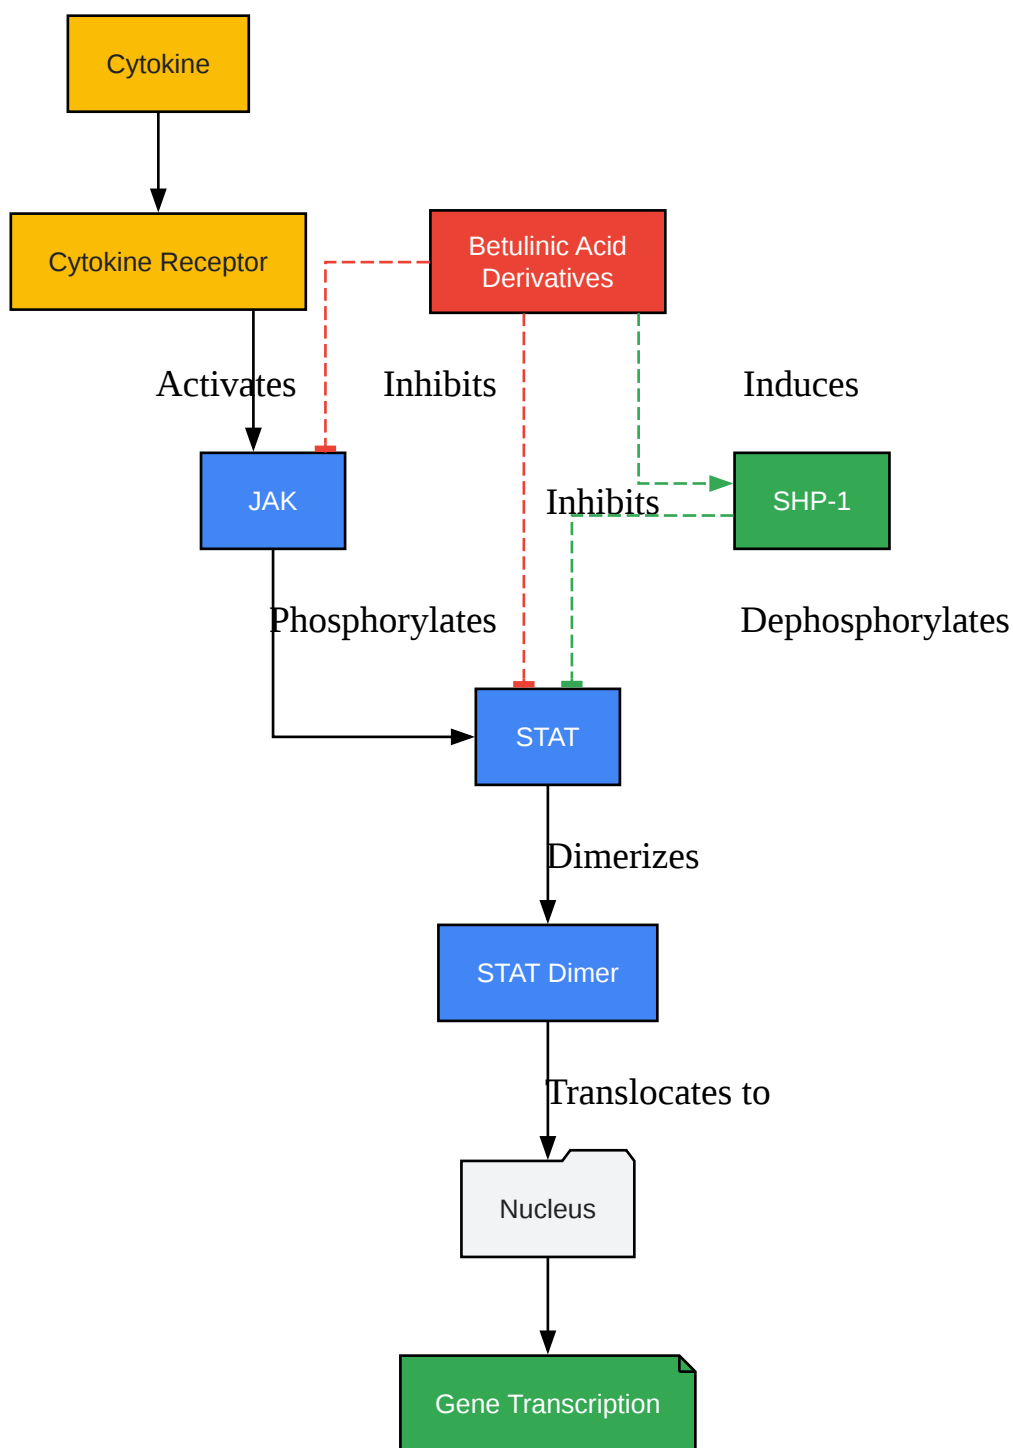 Cytokine
Cytokine Receptor
Betulinic Acid
Derivatives
Activates
Inhibits
Induces
JAK
Inhibits
SHP-1
Phosphorylates
Dephosphorylates
STAT
Dimerizes
STAT Dimer
Translocates to
Nucleus
Gene Transcription